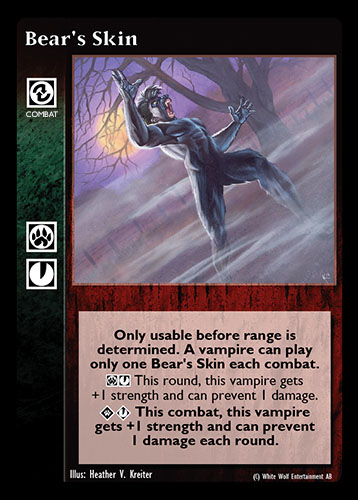 Bear's Skin
COMBAT
Only usable before range is
determined. A vampire can play
only one Bear's Skin each combat.
This round, this vampire gets
+1 strength and can prevent 1 damage.
This combat, this vampire
gets +1 strength and can prevent
1 damage each round.
Illus: Heather V. Kreiter
(C) White Wolf Entertainment AB